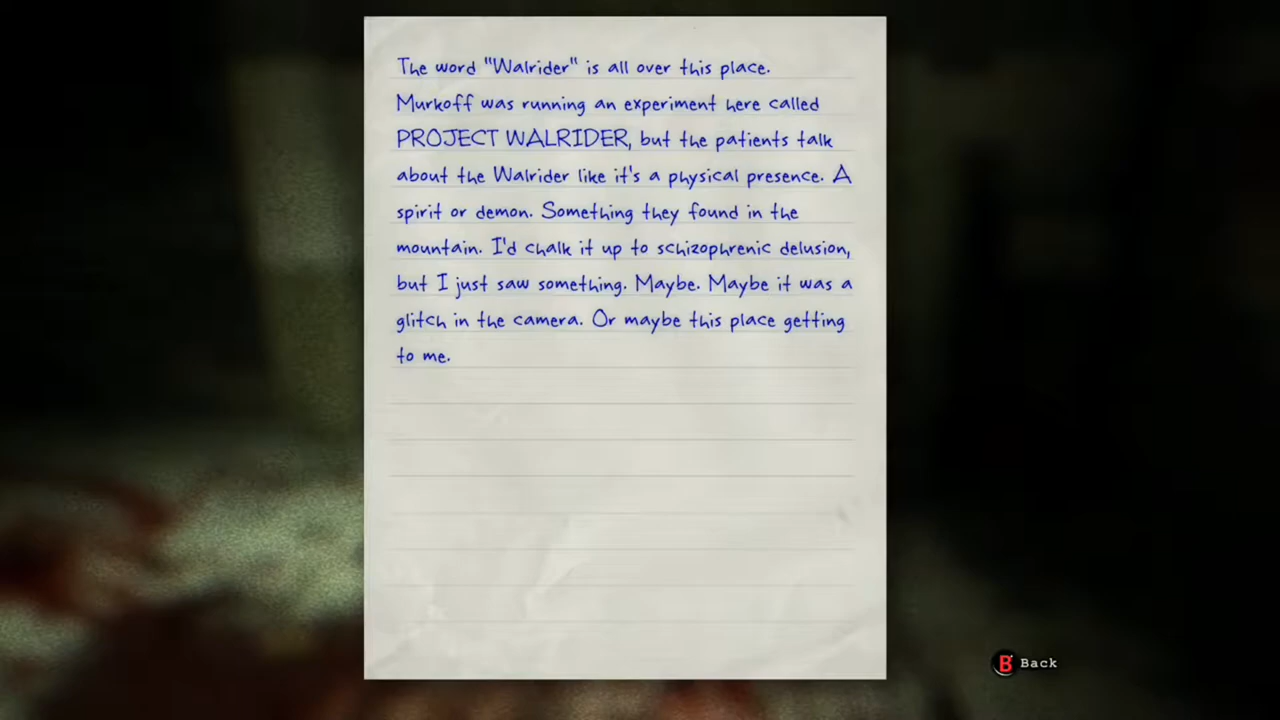 The word "Walrider" is all over this place.
Murkoff was running an experiment here called
PROJECT WALRIDER, but the patients talk
about the Walrider like it's a physical presence. A
spirit or demon. Something they found in the
mountain. I'd chalk it up to schizophrenic delusion,
but I just saw something. Maybe. Maybe it was a
glitch in the camera. Or maybe this place getting
to me.
B Back